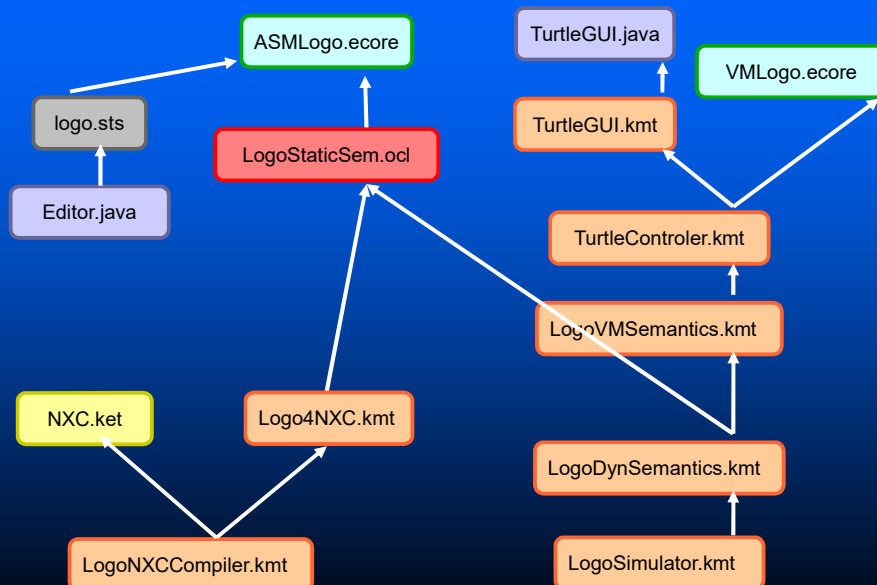 TurtleGUI.java
ASMLogo.ecore
VMLogo.ecore
logo.sts
TurtleGUI.kmt
LogoStaticSem.ocl
Editor.java
TurtleControler.kmt
LogoVMSemantics.kmt
NXC.ket
Logo4NXC.kmt
LogoDynSemantics.kmt
LogoNXCCompiler.kmt
LogoSimulator.kmt